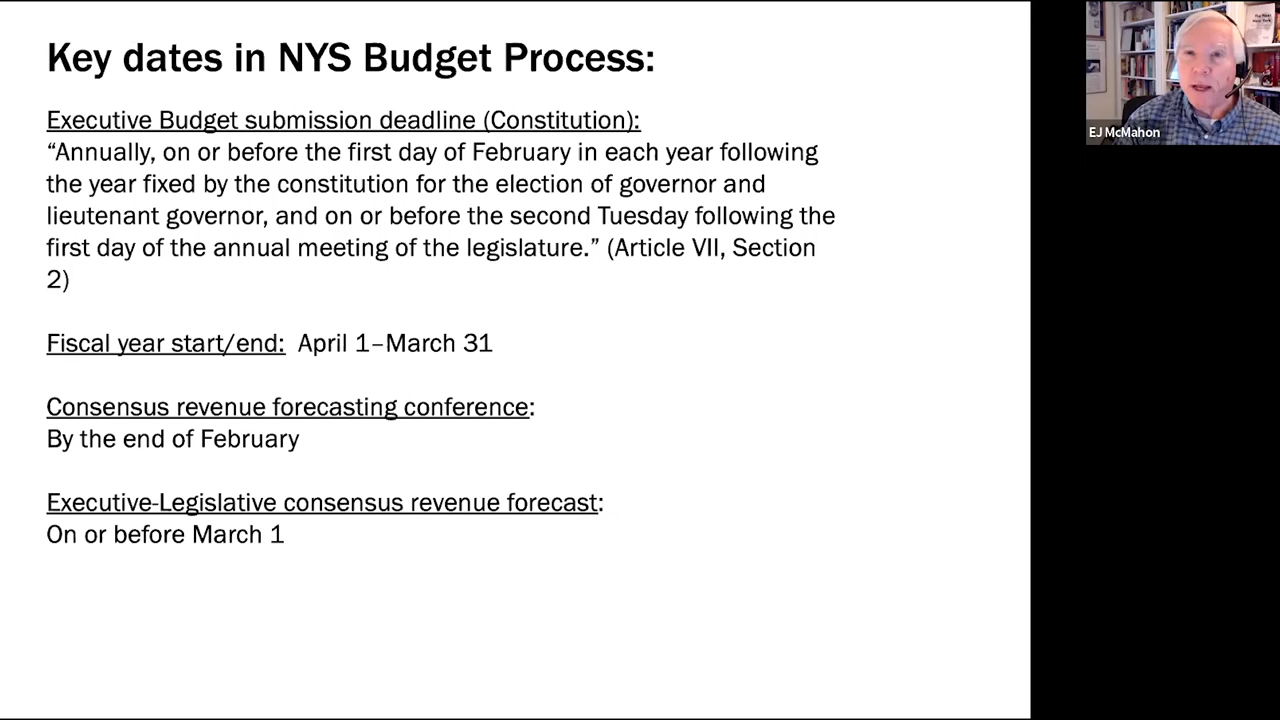 Key dates in NYS Budget Process:
Executive Budget submission deadline (Constitution):
“Annually, on or before the first day of February in each year following
the year fixed by the constitution for the election of governor and
lieutenant governor, and on or before the second Tuesday following the
first day of the annual meeting of the legislature.” (Article VII, Section
2)
Fiscal year start/end: April 1–March 31
Consensus revenue forecasting conference:
By the end of February
Executive-Legislative consensus revenue forecast:
On or before March 1
EJ McMahon